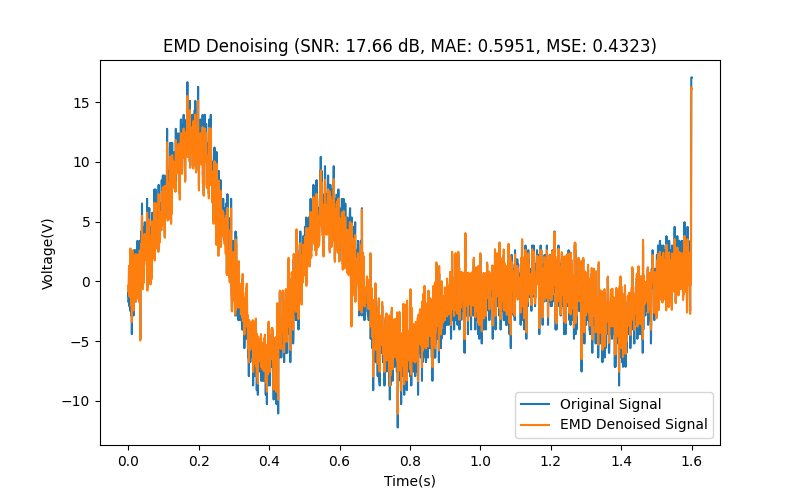 EMD Denoising (SNR: 17.66 dB, MAE: 0.5951, MSE: 0.4323)
Voltage(V)
15
10
5
0
−5
−10
Original Signal
EMD Denoised Signal
0.0 0.2 0.4 0.6 0.8 1.0 1.2 1.4 1.6
Time(s)